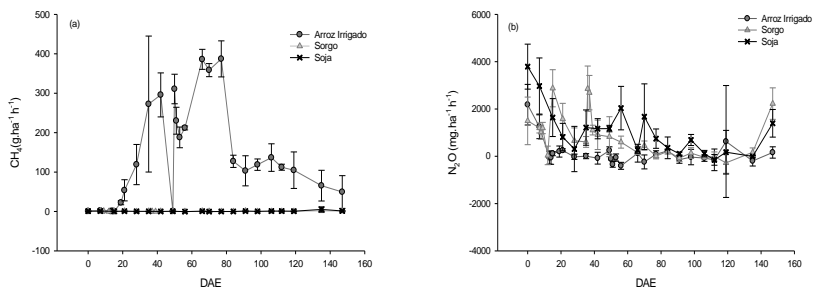 (a)
Arroz Irrigado
Sorgo
Soja
CH₄(g ha⁻¹ h⁻¹)
500
400
300
200
100
0
-100
0 20 40 60 80 100 120 140 160
DAE
(b)
Arroz Irrigado
Sorgo
Soja
N₂O (mg. ha⁻¹ h⁻¹)
6000
4000
2000
0
-2000
-4000
0 20 40 60 80 100 120 140 160
DAE